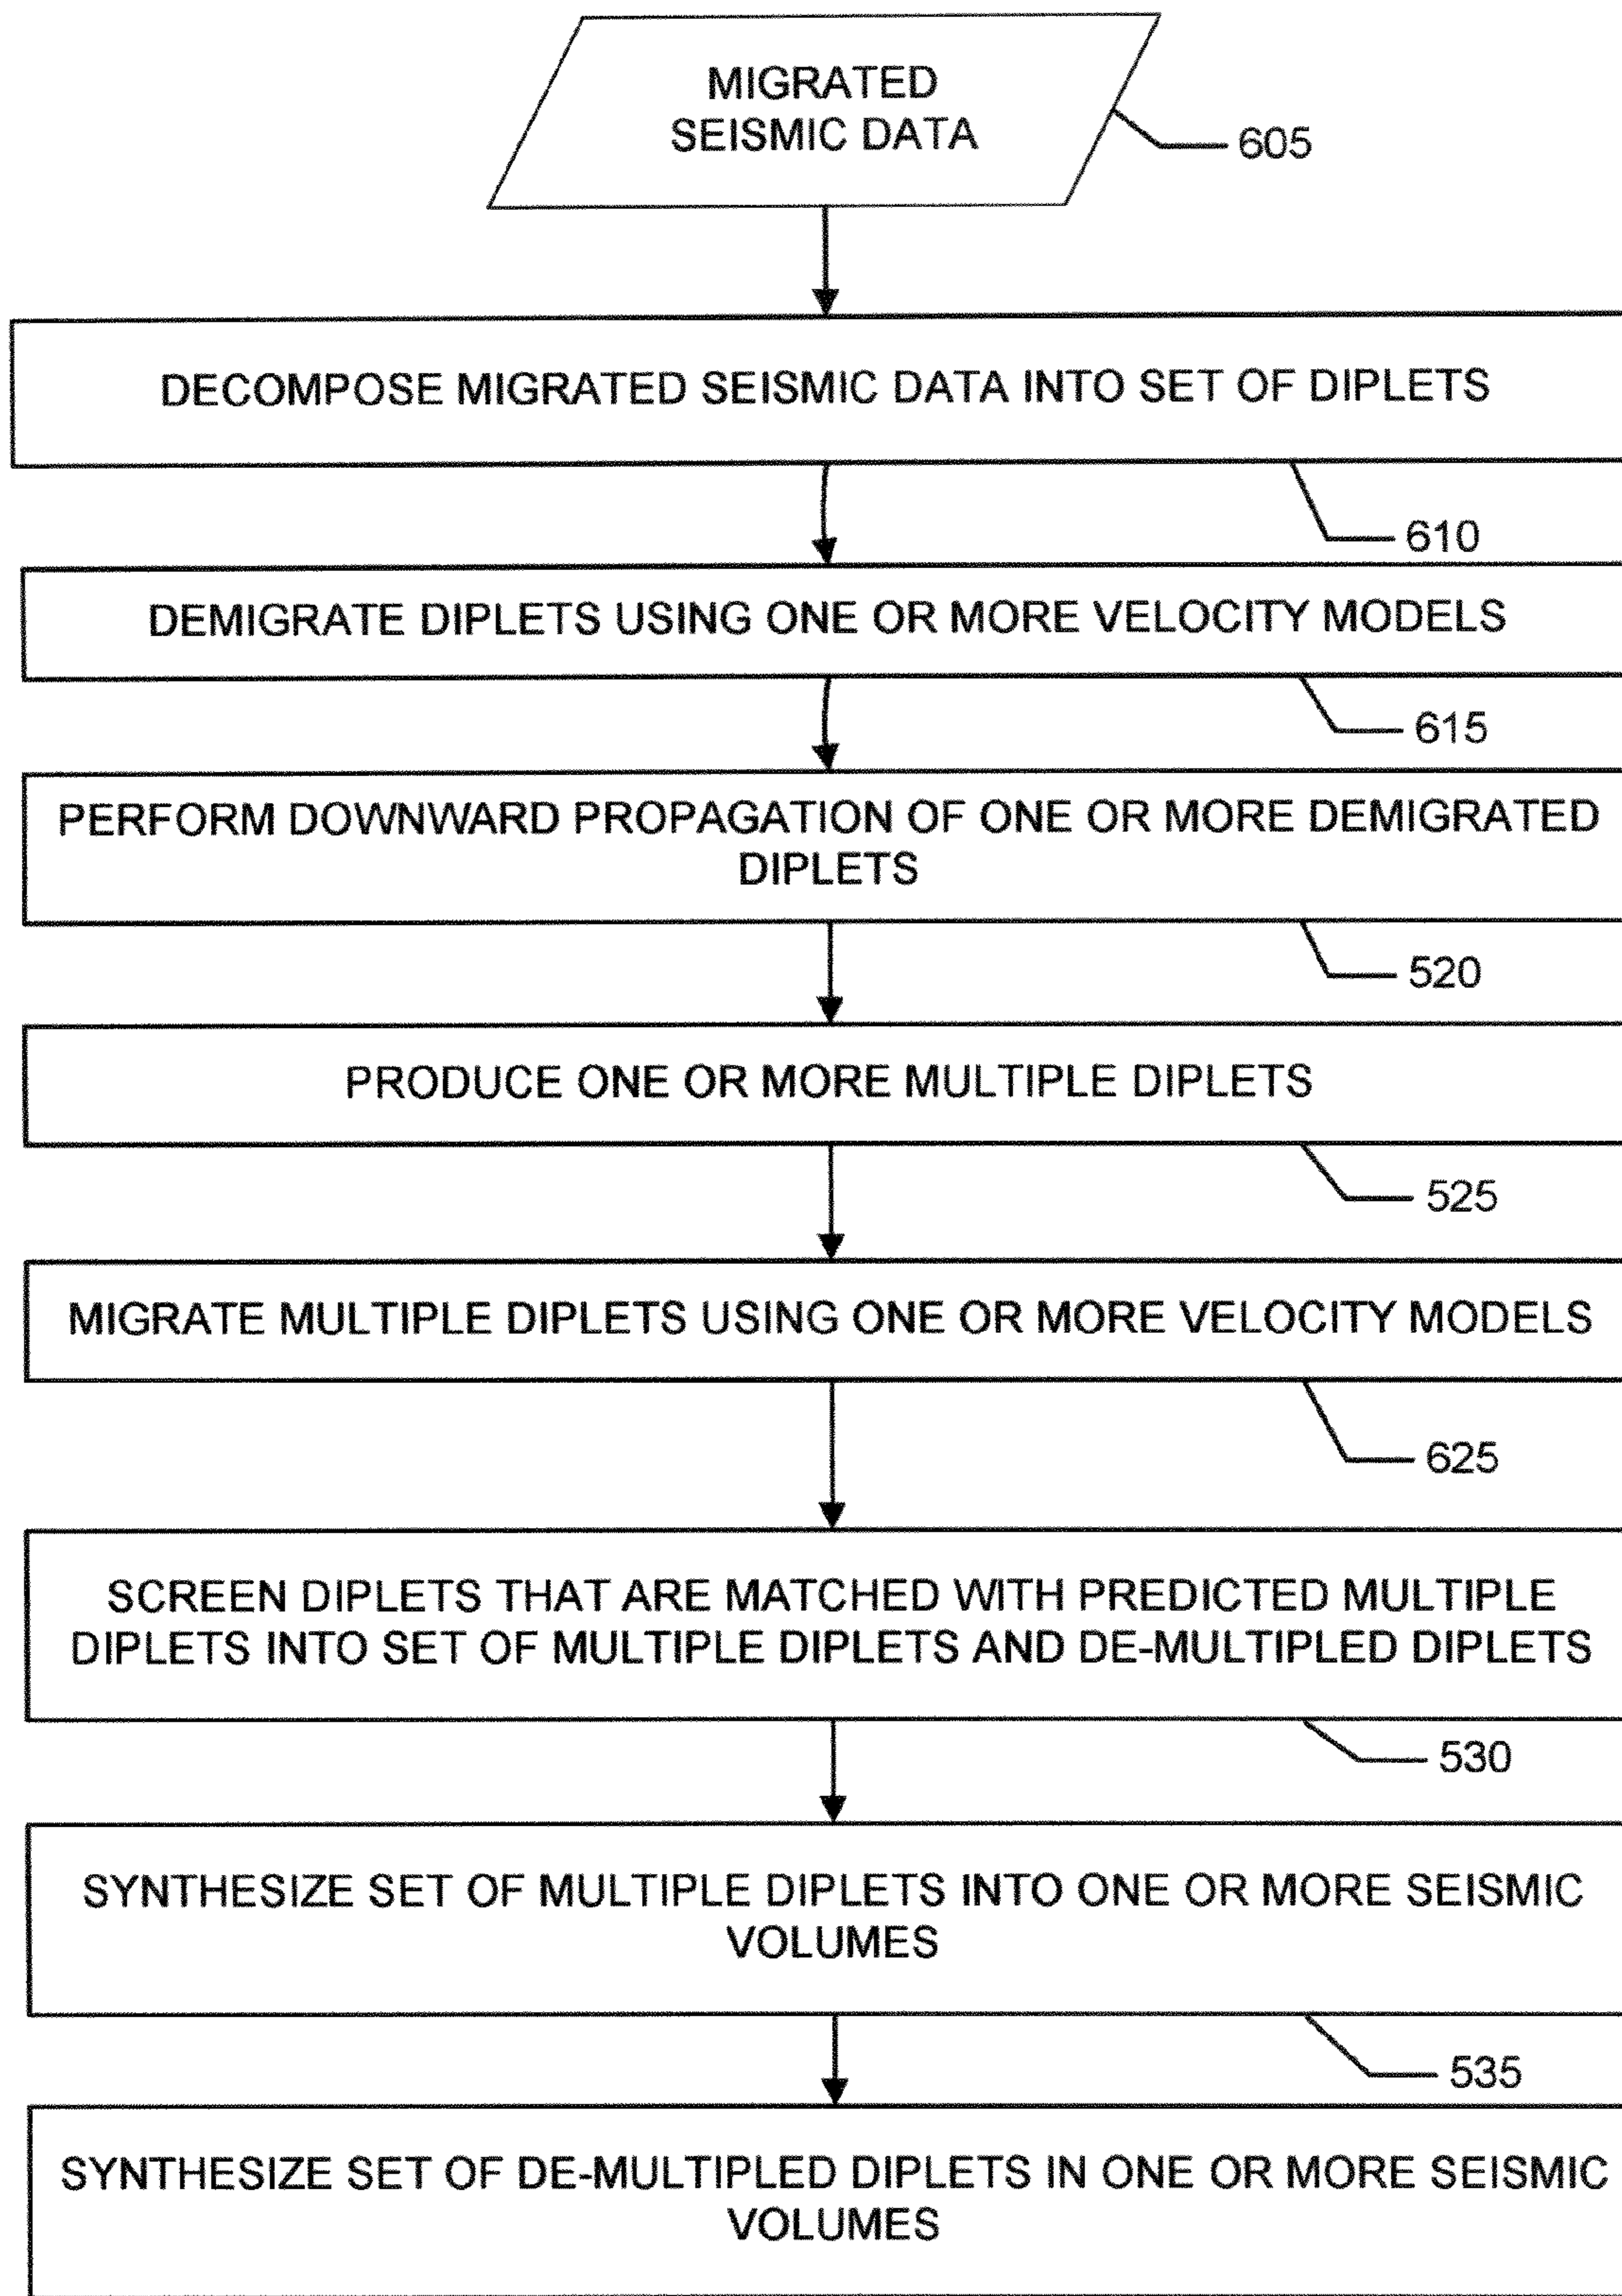 MIGRATED
SEISMIC DATA
605
DECOMPOSE MIGRATED SEISMIC DATA INTO SET OF DIPLETS
610
DEMIGRATE DIPLETS USING ONE OR MORE VELOCITY MODELS
615
PERFORM DOWNWARD PROPAGATION OF ONE OR MORE DEMIGRATED
DIPLETS
520
PRODUCE ONE OR MORE MULTIPLE DIPLETS
525
MIGRATE MULTIPLE DIPLETS USING ONE OR MORE VELOCITY MODELS
625
SCREEN DIPLETS THAT ARE MATCHED WITH PREDICTED MULTIPLE
DIPLETS INTO SET OF MULTIPLE DIPLETS AND DE-MULTIPLED DIPLETS
530
SYNTHESIZE SET OF MULTIPLE DIPLETS INTO ONE OR MORE SEISMIC
VOLUMES
535
SYNTHESIZE SET OF DE-MULTIPLED DIPLETS IN ONE OR MORE SEISMIC
VOLUMES